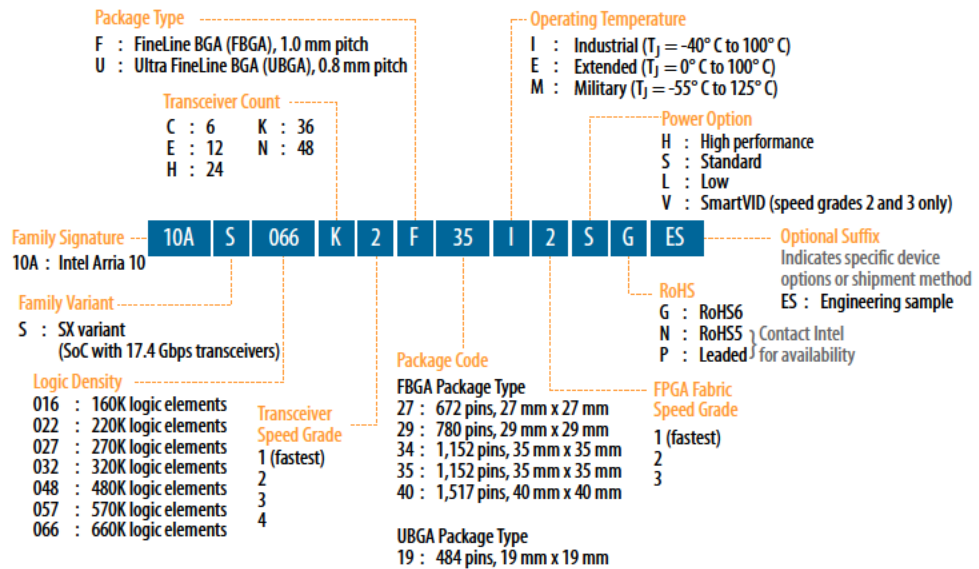 Package Type
F : FineLine BGA (FBGA), 1.0 mm pitch
U : Ultra FineLine BGA (UBGA), 0.8 mm pitch
Operating Temperature
I : Industrial (TJ = -40° C to 100° C)
E : Extended (TJ = 0° C to 100° C)
M : Military (TJ = -55° C to 125° C)
Transceiver Count
C : 6 K : 36
E : 12 N : 48
H : 24
Power Option
H : High performance
S : Standard
L : Low
V : SmartVID (speed grades 2 and 3 only)
Family Signature
10A : Intel Arria 10
10A S 066 K 2 F 35 I 2 S G ES
Optional Suffix
Indicates specific device
options or shipment method
ES : Engineering sample
Family Variant
S : SX variant
(SoC with 17.4 Gbps transceivers)
RoHS
G : RoHS6
N : RoHS5
P : Leaded
Contact Intel
for availability
Logic Density
016 : 160K logic elements
022 : 220K logic elements
027 : 270K logic elements
032 : 320K logic elements
048 : 480K logic elements
057 : 570K logic elements
066 : 660K logic elements
Transceiver
Speed Grade
1 (fastest)
2
3
4
Package Code
FBGA Package Type
27 : 672 pins, 27 mm x 27 mm
29 : 780 pins, 29 mm x 29 mm
34 : 1,152 pins, 35 mm x 35 mm
35 : 1,152 pins, 35 mm x 35 mm
40 : 1,517 pins, 40 mm x 40 mm
UBGA Package Type
19 : 484 pins, 19 mm x 19 mm
FPGA Fabric
Speed Grade
1 (fastest)
2
3